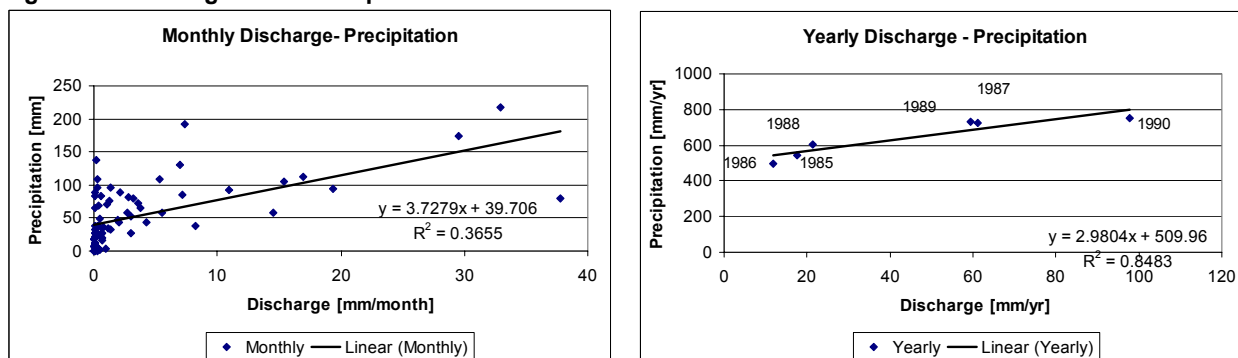 Monthly Discharge- Precipitation
250
200
150
100
50
0
Precipitation [mm]
y = 3.7279x + 39.706
R² = 0.3655
0 10 20 30 40
Discharge [mm/month]
Monthly Linear (Monthly)
Yearly Discharge - Precipitation
1000
800
600
400
200
0
Precipitation [mm/yr]
1987
1989
1988
1990
1986
1985
y = 2.9804x + 509.96
R² = 0.8483
0 20 40 60 80 100 120
Discharge [mm/yr]
Yearly Linear (Yearly)